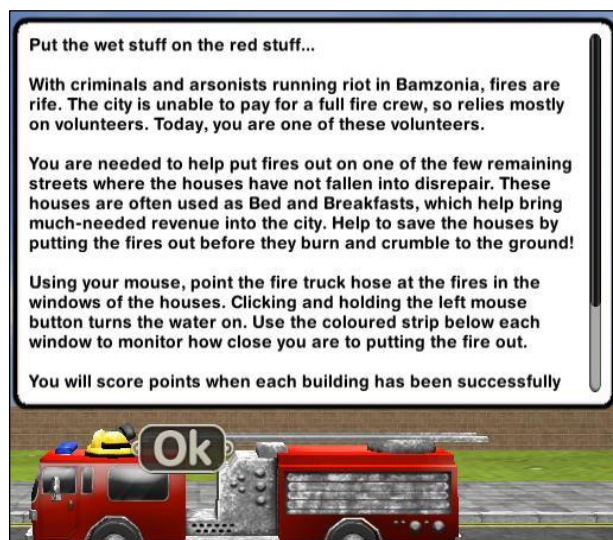 Put the wet stuff on the red stuff...
With criminals and arsonists running riot in Bamzonia, fires are
rife. The city is unable to pay for a full fire crew, so relies mostly
on volunteers. Today, you are one of these volunteers.
You are needed to help put fires out on one of the few remaining
streets where the houses have not fallen into disrepair. These
houses are often used as Bed and Breakfasts, which help bring
much-needed revenue into the city. Help to save the houses by
putting the fires out before they burn and crumble to the ground!
Using your mouse, point the fire truck hose at the fires in the
windows of the houses. Clicking and holding the left mouse
button turns the water on. Use the coloured strip below each
window to monitor how close you are to putting the fire out.
You will score points when each building has been successfully
Ok